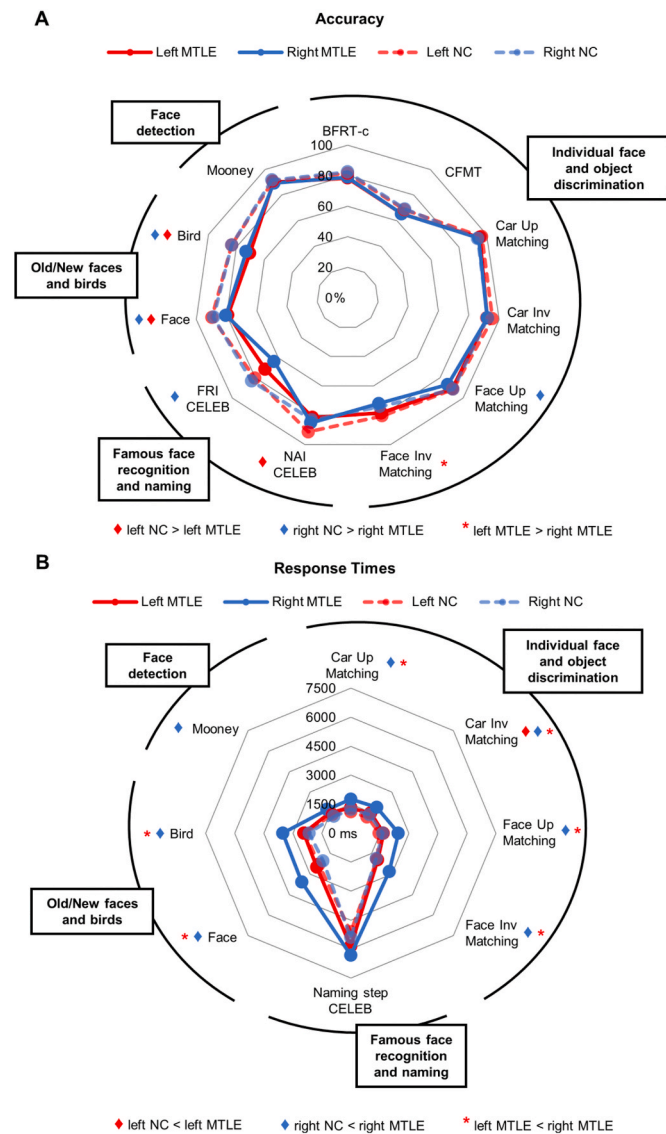 A
Accuracy
Left MTLE Right MTLE Left NC Right NC
Face
detection
Individual face
and object
discrimination
Old/New faces
and birds
Famous face
recognition
and naming
BFRT-c
CFMT
Car Up
Matching
Car Inv
Matching
Face Up
Matching ♦
Face Inv
Matching *
NAI
CELEB
♦
FRI
CELEB
♦
♦ ♦ Face
♦ ♦ Bird
Mooney
100
80
60
40
20
0%
♦ left NC > left MTLE ♦ right NC > right MTLE * left MTLE > right MTLE
B
Response Times
Left MTLE Right MTLE Left NC Right NC
Face
detection
Individual face
and object
discrimination
Old/New faces
and birds
Famous face
recognition
and naming
Car Up
Matching ♦ *
Car Inv
Matching ♦ ♦ *
Face Up
Matching ♦ *
Face Inv
Matching ♦ *
Naming step
CELEB
* ♦ Face
* ♦ Bird
♦ Mooney
7500
6000
4500
3000
1500
0 ms
♦ left NC < left MTLE ♦ right NC < right MTLE * left MTLE < right MTLE